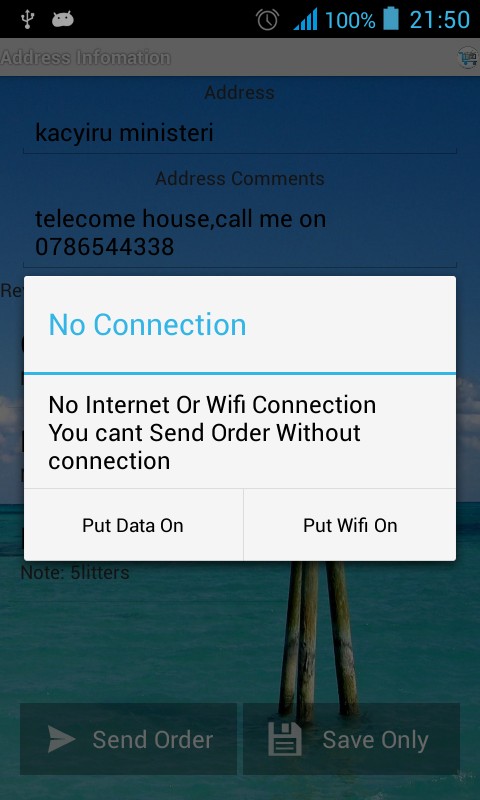 100% 21:50
Address Infomation
Address
kacyiru ministeri
Address Comments
telecome house,call me on
0786544338
Re
No Connection
No Internet Or Wifi Connection
You cant Send Order Without
connection
Put Data On
Put Wifi On
Note: 5litters
Send Order
Save Only